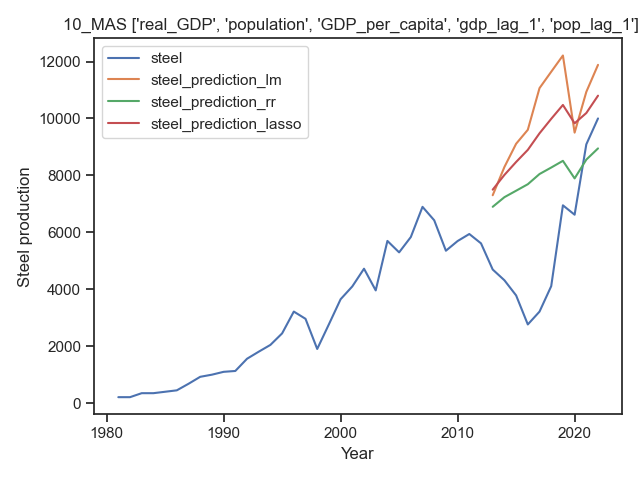 10_MAS ['real_GDP', 'population', 'GDP_per_capita', 'gdp_lag_1', 'pop_lag_1']
steel
steel_prediction_lm
steel_prediction_rr
steel_prediction_lasso
12000
10000
8000
6000
4000
2000
0
Steel production
1980
1990
2000
2010
2020
Year